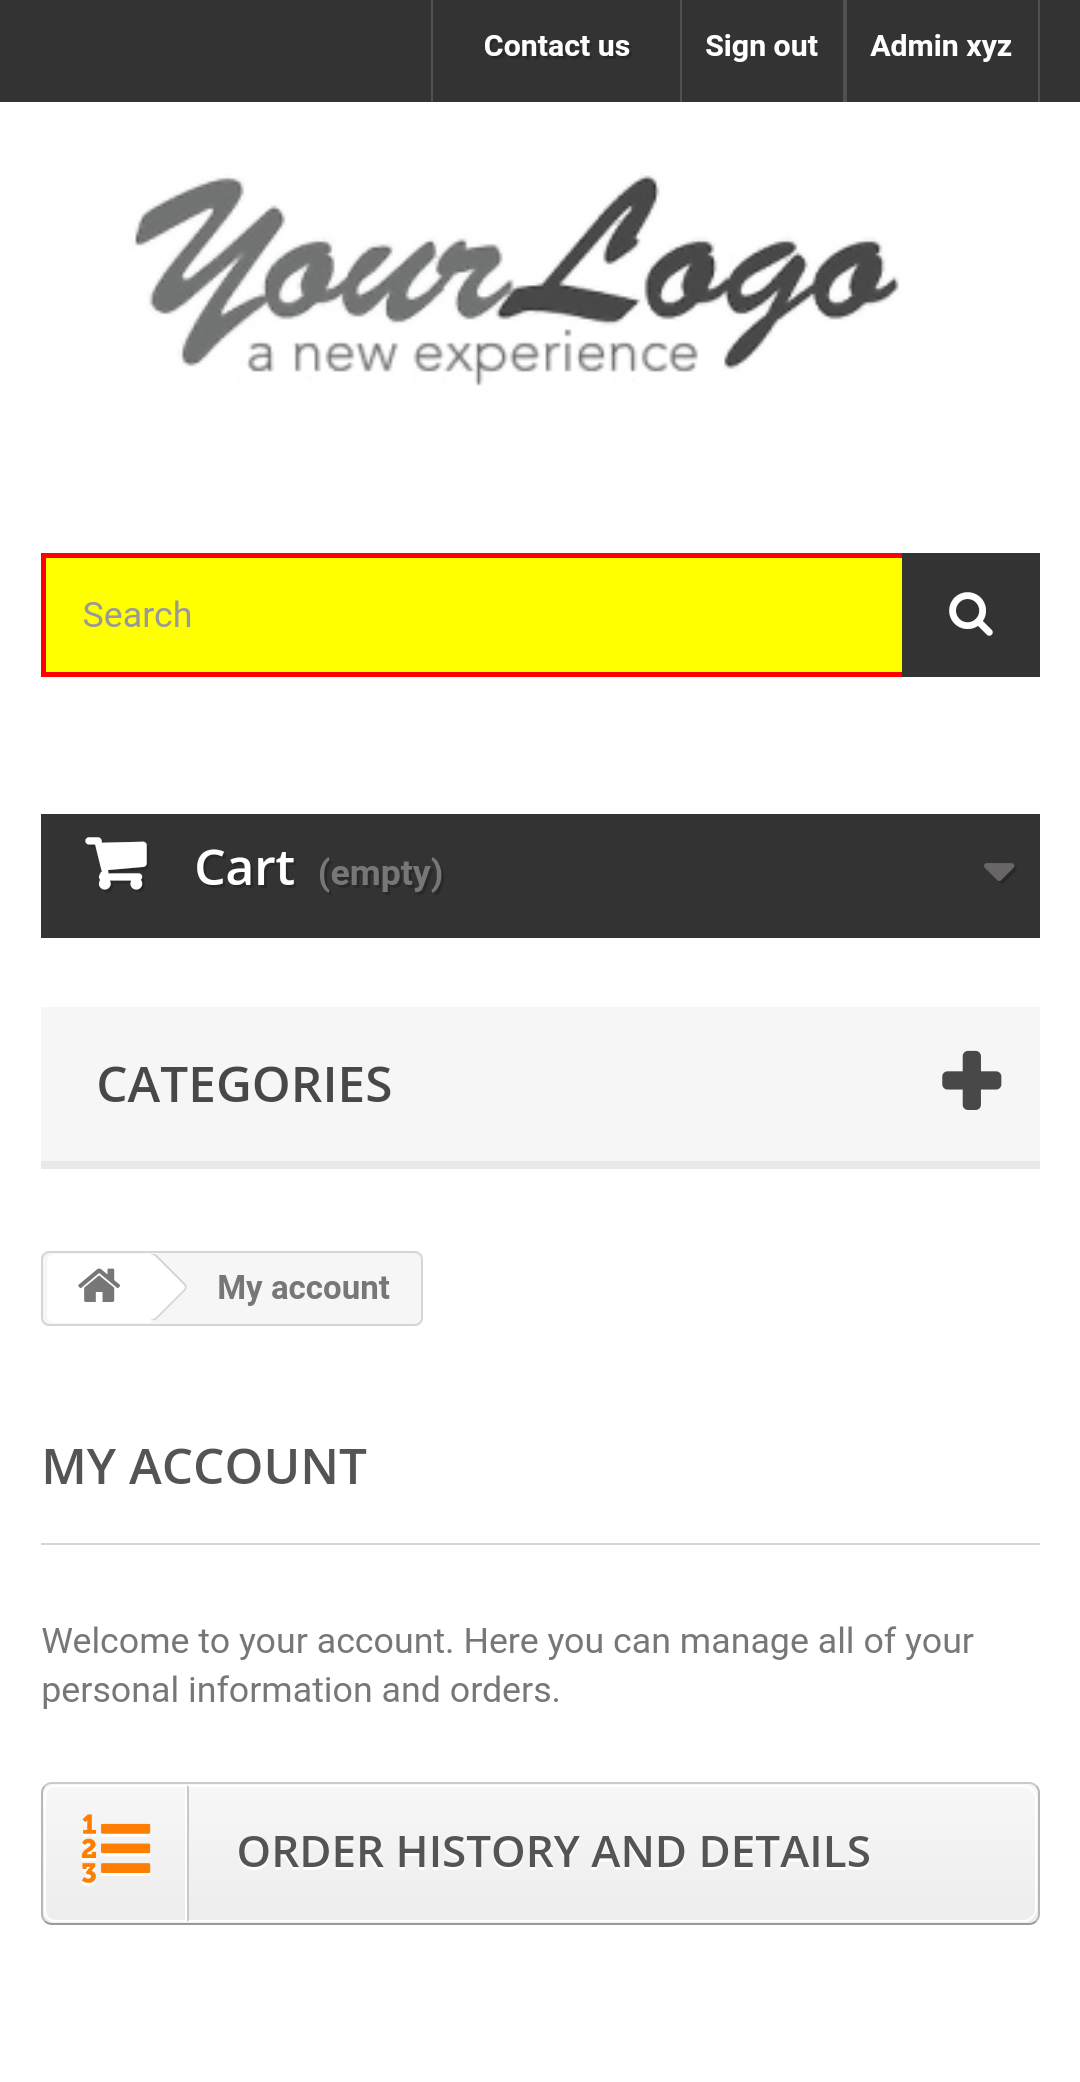 Contact us
Sign out
Admin xyz
YourLogo
a new experience
Search
Cart (empty)
CATEGORIES
My account
MY ACCOUNT
Welcome to your account. Here you can manage all of your
personal information and orders.
1
2
3
ORDER HISTORY AND DETAILS